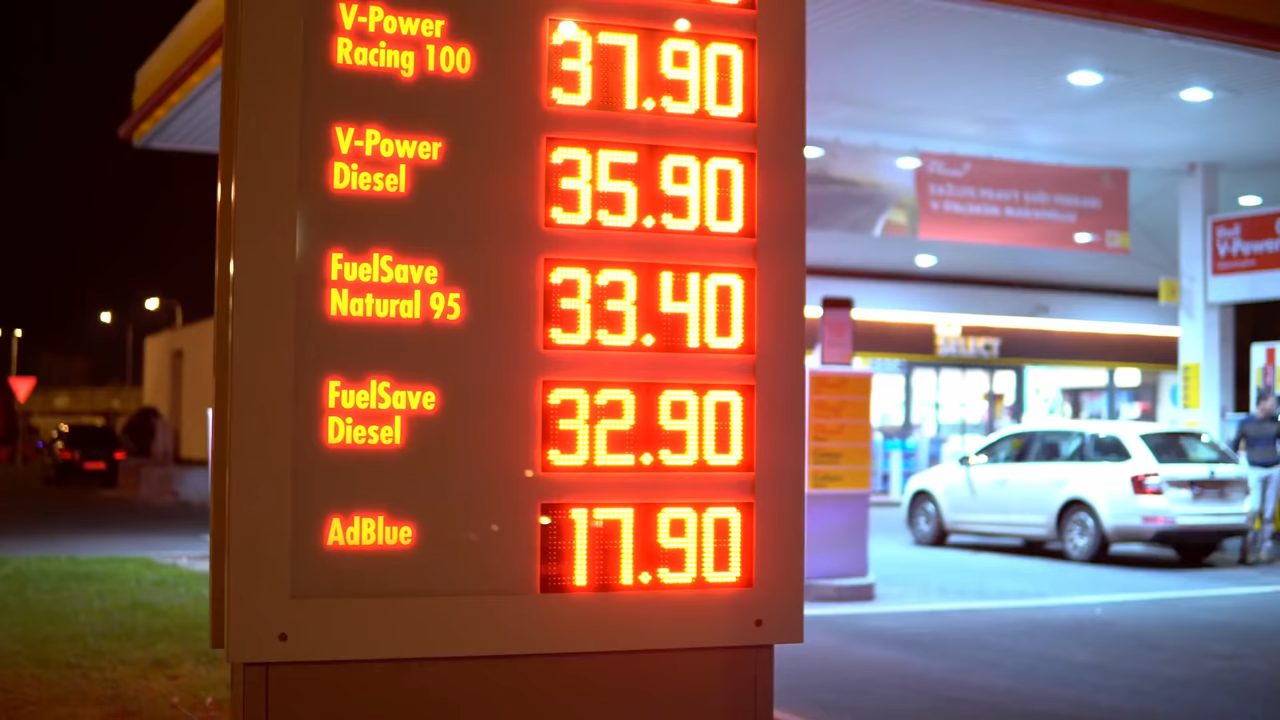 V-Power
Racing 100
37.90
V-Power
Diesel
35.90
FuelSave
Natural 95
33.40
FuelSave
Diesel
32.90
AdBlue
17.90
SELECT
V-Power